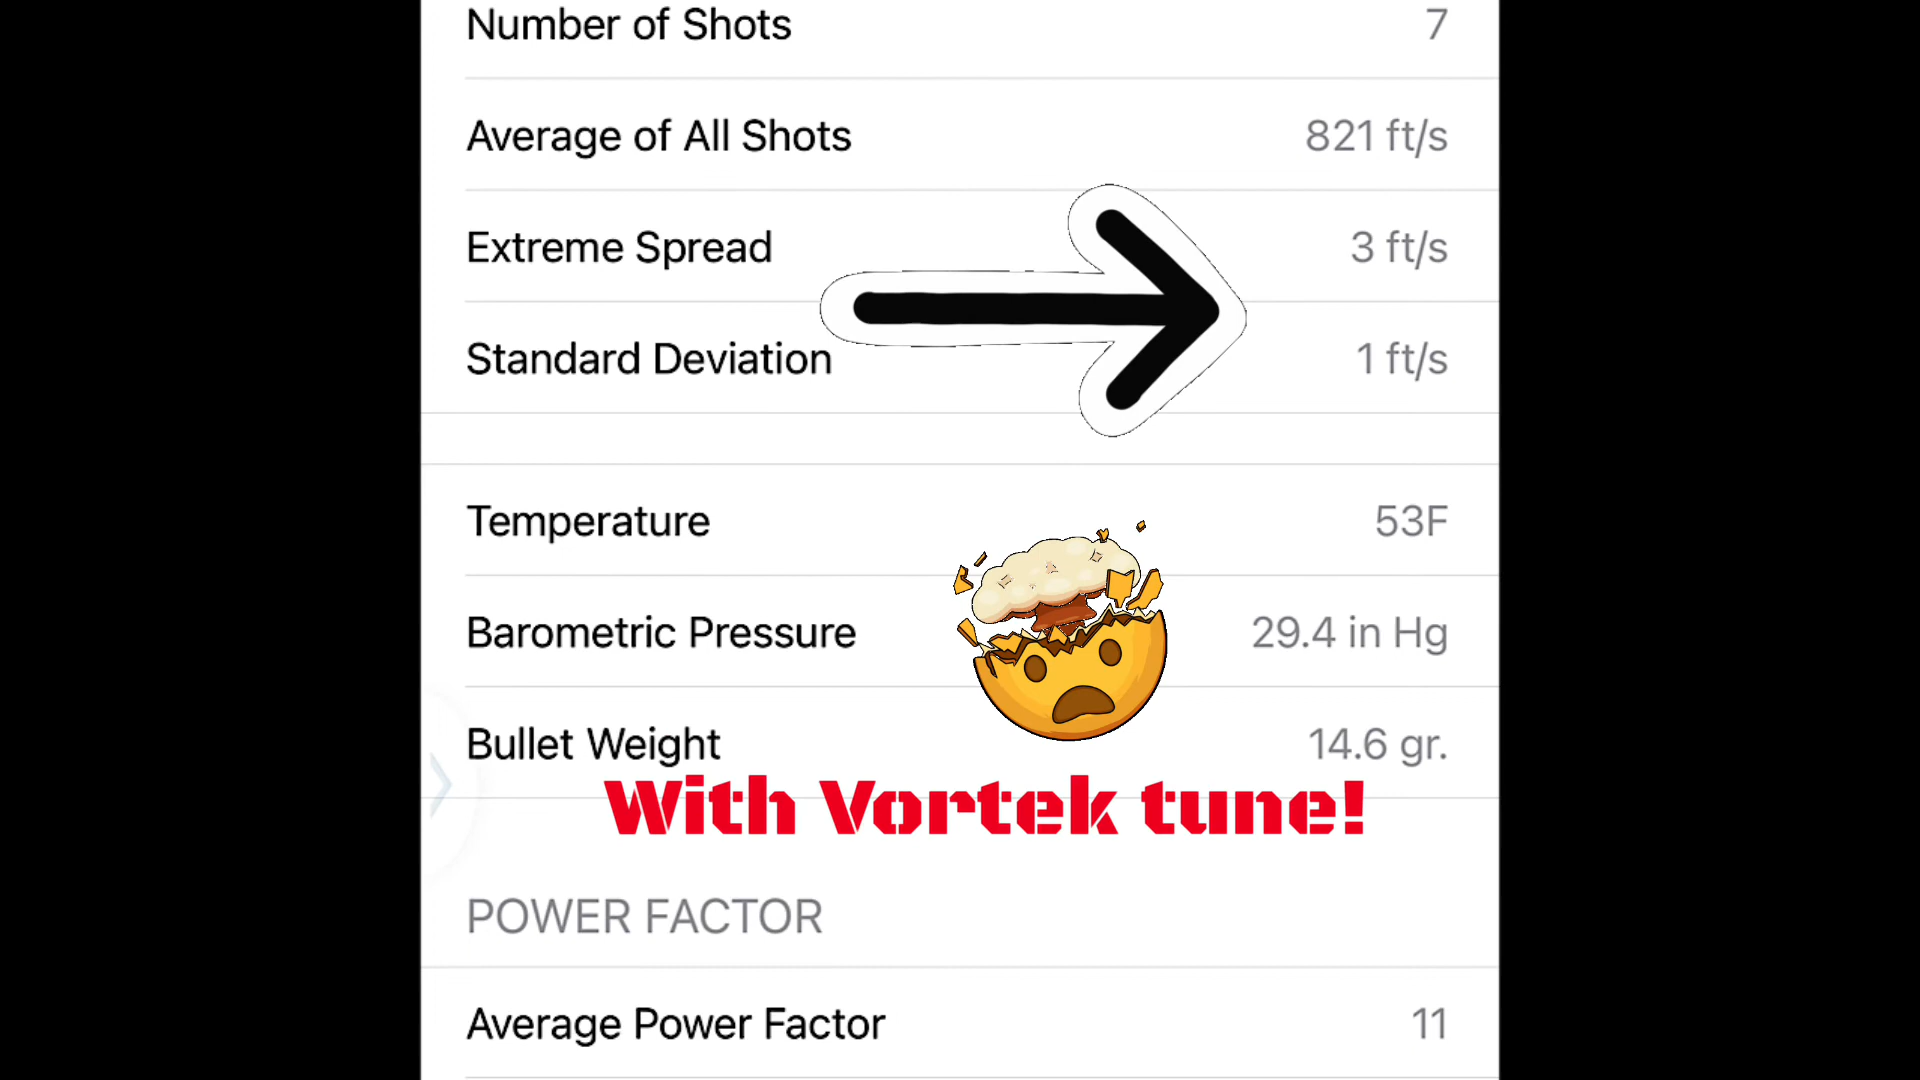 Number of Shots 7
Average of All Shots 821 ft/s
Extreme Spread 3 ft/s
Standard Deviation 1 ft/s
Temperature 53F
Barometric Pressure 29.4 in Hg
Bullet Weight 14.6 gr.
With Vortek tune!
POWER FACTOR
Average Power Factor 11